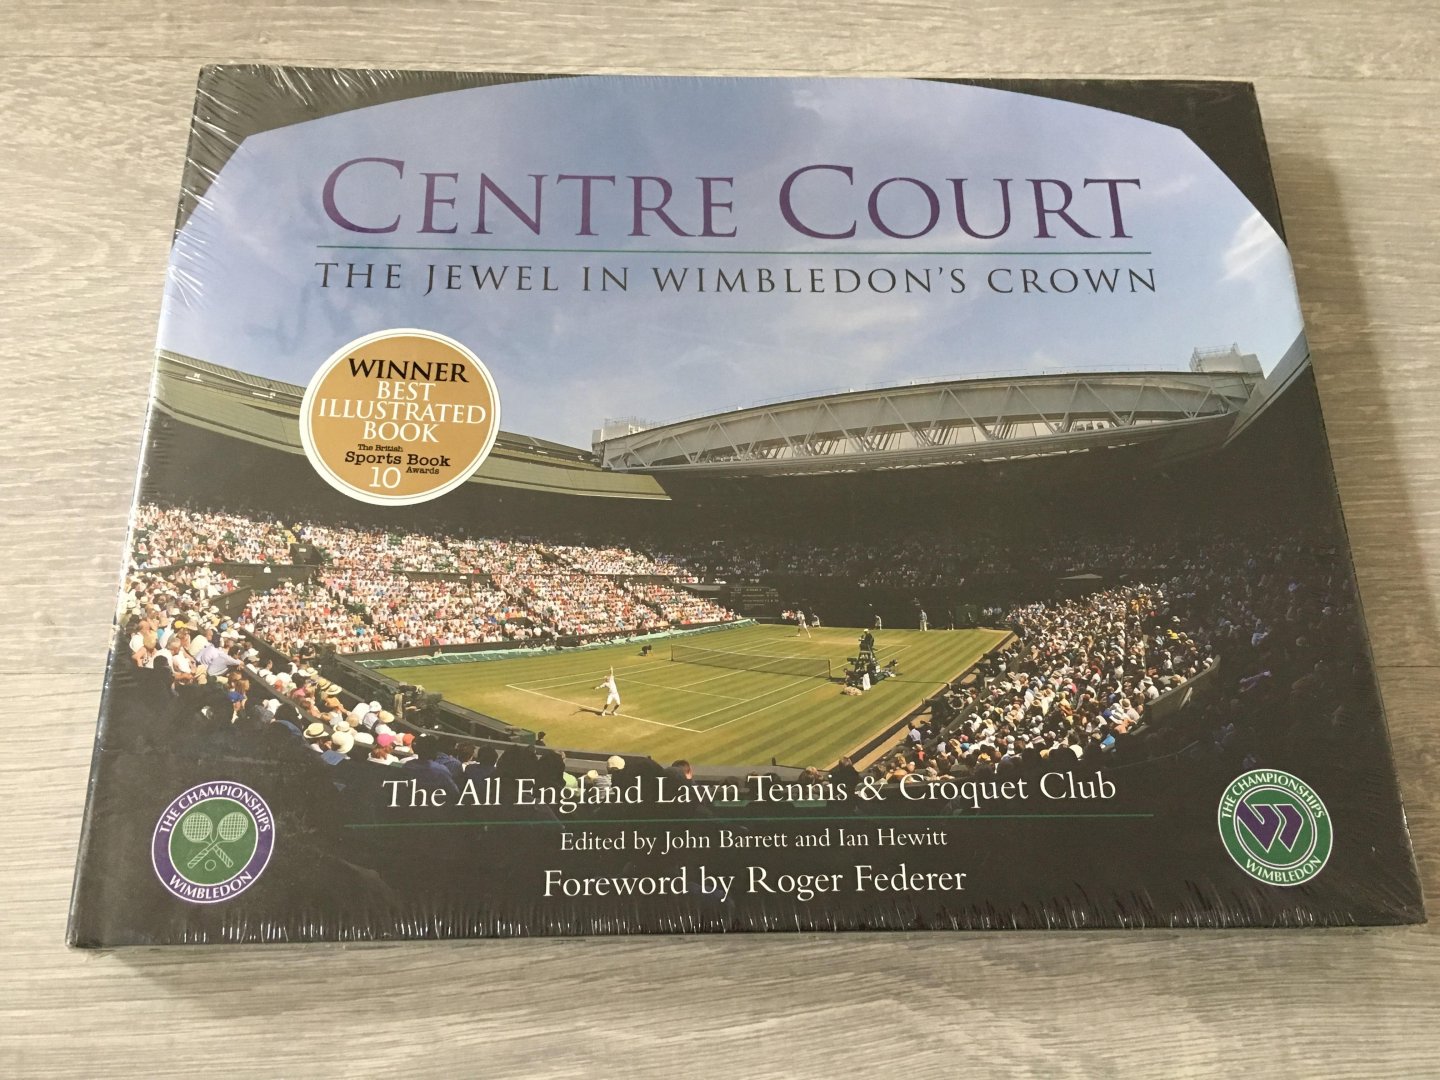 CENTRE COURT
THE JEWEL IN WIMBLEDON'S CROWN
WINNER
BEST
ILLUSTRATED
BOOK
The British
Sports Book
Awards
10
The All England Lawn Tennis & Croquet Club
Edited by John Barrett and Ian Hewitt
Foreword by Roger Federer
THE CHAMPIONSHIPS
WIMBLEDON
THE CHAMPIONSHIPS
WIMBLEDON